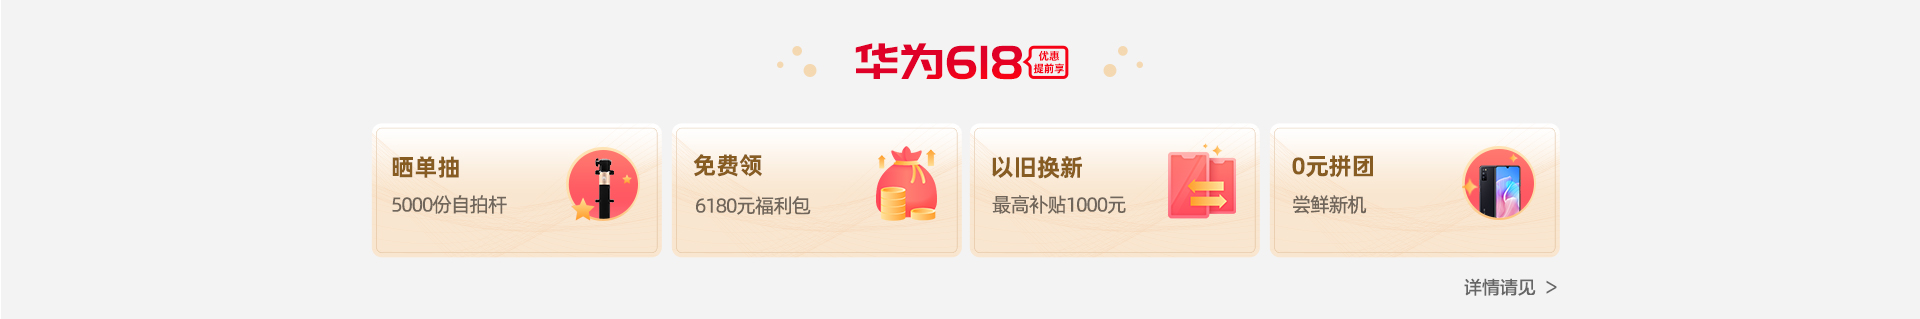 华为618
优惠
提前享
晒单抽
5000份自拍杆
免费领
6180元福利包
以旧换新
最高补贴1000元
0元拼团
尝鲜新机
详情请见 >